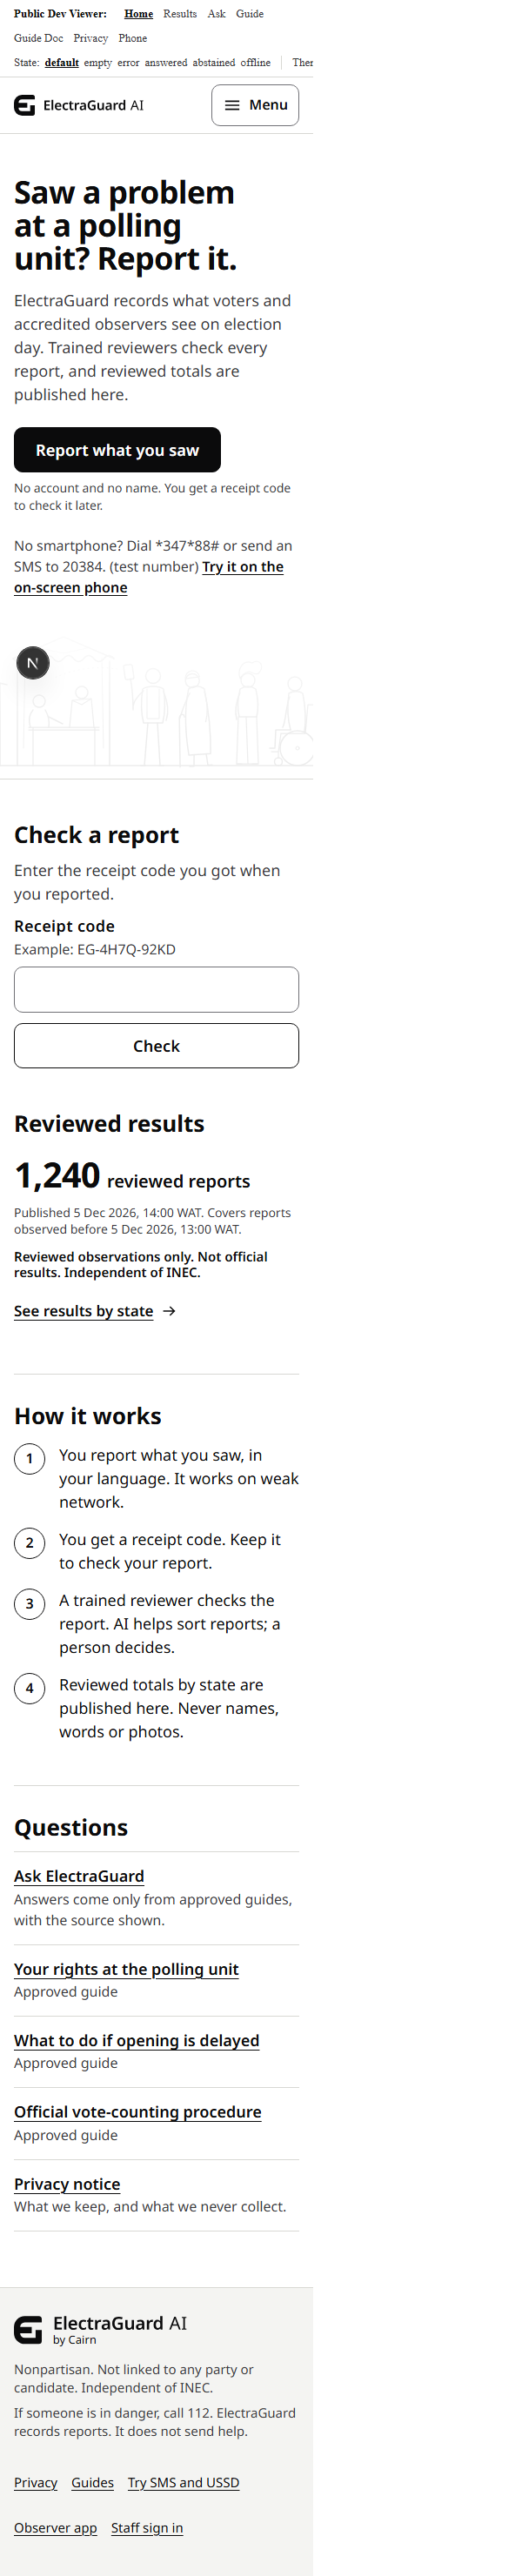 Public Dev Viewer: Home Results Ask Guide
Guide Doc Privacy Phone
State: default empty error answered abstained offline
ElectraGuard AI
Menu
Saw a problem
at a polling
unit? Report it.
ElectraGuard records what voters and
accredited observers see on election
day. Trained reviewers check every
report, and reviewed totals are
published here.
Report what you saw
No account and no name. You get a receipt code
to check it later.
No smartphone? Dial *347*88# or send an
SMS to 20384. (test number) Try it on the
on-screen phone
N
Check a report
Enter the receipt code you got when
you reported.
Receipt code
Example: EG-4H7Q-92KD
Check
Reviewed results
1,240 reviewed reports
Published 5 Dec 2026, 14:00 WAT. Covers reports
observed before 5 Dec 2026, 13:00 WAT.
Reviewed observations only. Not official
results. Independent of INEC.
See results by state →
How it works
1 You report what you saw, in
your language. It works on weak
network.
2 You get a receipt code. Keep it
to check your report.
3 A trained reviewer checks the
report. AI helps sort reports; a
person decides.
4 Reviewed totals by state are
published here. Never names,
words or photos.
Questions
Ask ElectraGuard
Answers come only from approved guides,
with the source shown.
Your rights at the polling unit
Approved guide
What to do if opening is delayed
Approved guide
Official vote-counting procedure
Approved guide
Privacy notice
What we keep, and what we never collect.
ElectraGuard AI
by Cairn
Nonpartisan. Not linked to any party or
candidate. Independent of INEC.
If someone is in danger, call 112. ElectraGuard
records reports. It does not send help.
Privacy Guides Try SMS and USSD
Observer app Staff sign in